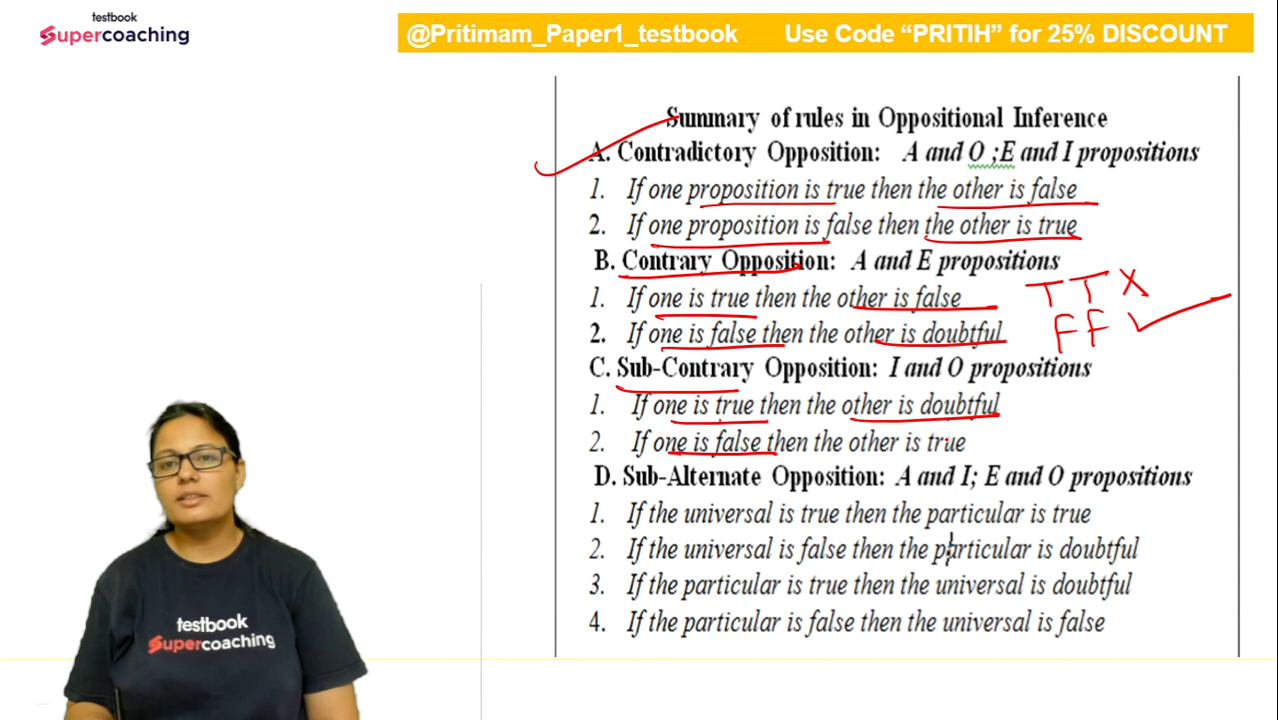 testbook
Supercoaching
@Pritimam_Paper1_testbook Use Code “PRITIH” for 25% DISCOUNT
Summary of rules in Oppositional Inference
A. Contradictory Opposition: A and O ;E and I propositions
1. If one proposition is true then the other is false
2. If one proposition is false then the other is true
B. Contrary Opposition: A and E propositions
1. If one is true then the other is false
2. If one is false then the other is doubtful
T T X
F F ✓
C. Sub-Contrary Opposition: I and O propositions
1. If one is true then the other is doubtful
2. If one is false then the other is true
D. Sub-Alternate Opposition: A and I; E and O propositions
1. If the universal is true then the particular is true
2. If the universal is false then the particular is doubtful
3. If the particular is true then the universal is doubtful
4. If the particular is false then the universal is false
testbook
Supercoaching